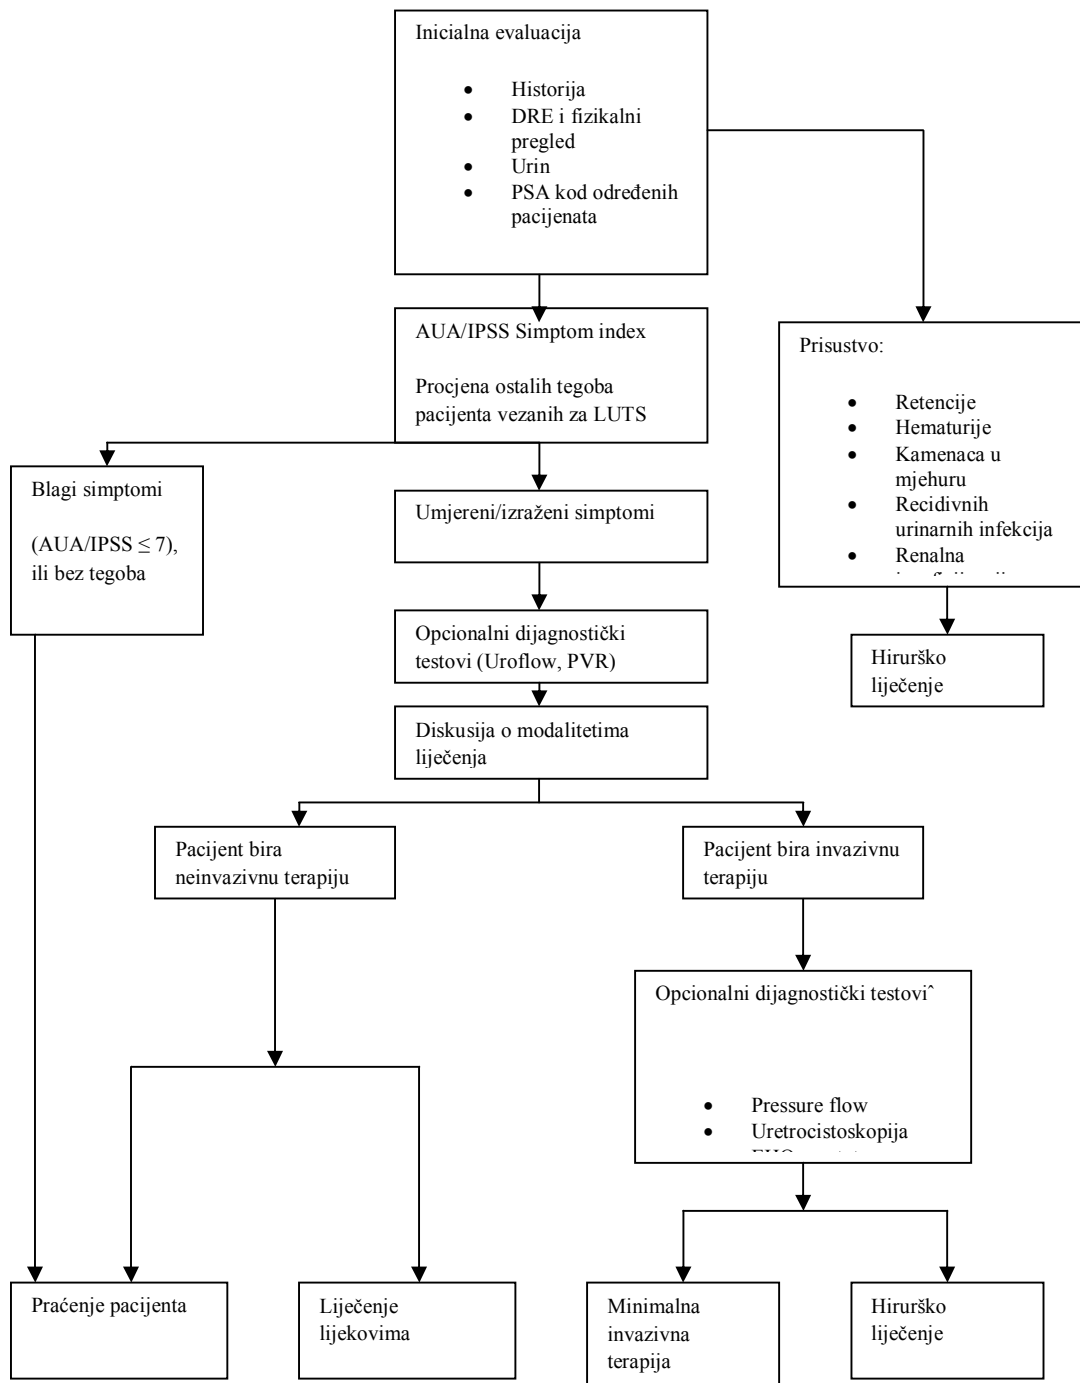 Inicialna evaluacija
• Historija
• DRE i fizikalni
pregled
• Urin
• PSA kod određenih
pacijenata
AUA/IPSS Simptom index
Procjena ostalih tegoba
pacijenta vezanih za LUTS
Prisustvo:
• Retencije
• Hematurije
• Kamenaca u
mjehuru
• Recidivnih
urinarnih infekcija
• Renalna
Blagi simptomi
(AUA/IPSS ≤ 7),
ili bez tegoba
Umjereni/izraženi simptomi
Opcionalni dijagnostički
testovi (Uroflow, PVR)
Hirurško
liječenje
Diskusija o modalitetima
liječenja
Pacijent bira
neinvazivnu terapiju
Pacijent bira invazivnu
terapiju
Opcionalni dijagnostički testovi^
• Pressure flow
• Uretrocistoskopija
Praćenje pacijenta
Liječenje
lijekovima
Minimalna
invazivna
terapija
Hirurško
liječenje